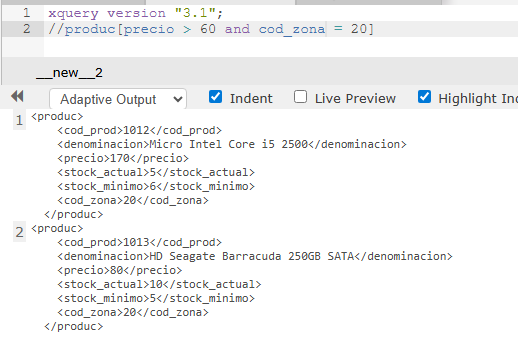 1 xquery version "3.1";
2 //produc[precio > 60 and cod_zona = 20]
__new__2
Adaptive Output Indent Live Preview Highlight
1 <produc>
<cod_prod>1012</cod_prod>
<denominacion>Micro Intel Core i5 2500</denominacion>
<precio>170</precio>
<stock_actual>5</stock_actual>
<stock_minimo>6</stock_minimo>
<cod_zona>20</cod_zona>
</produc>
2 <produc>
<cod_prod>1013</cod_prod>
<denominacion>HD Seagate Barracuda 250GB SATA</denominacion>
<precio>80</precio>
<stock_actual>10</stock_actual>
<stock_minimo>5</stock_minimo>
<cod_zona>20</cod_zona>
</produc>